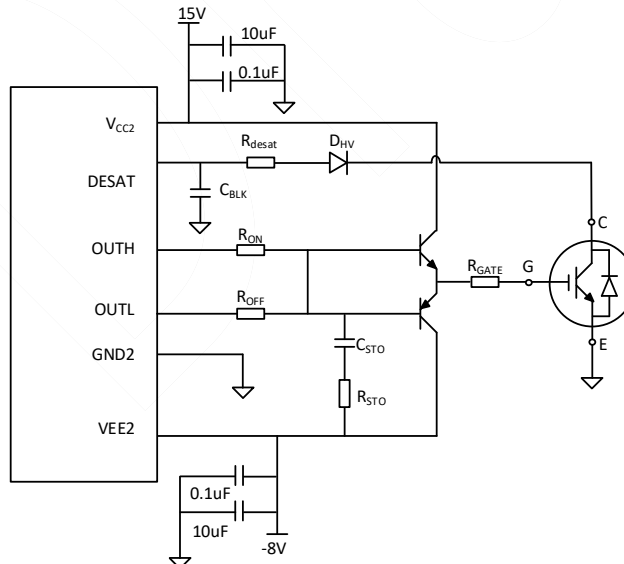 15V
10uF
0.1uF
VCC2
Rdesat
DHV
DESAT
CBLK
C
OUTH
RON
RGATE
G
OUTL
ROFF
CSTO
GND2
E
RSTO
VEE2
0.1uF
10uF
-8V